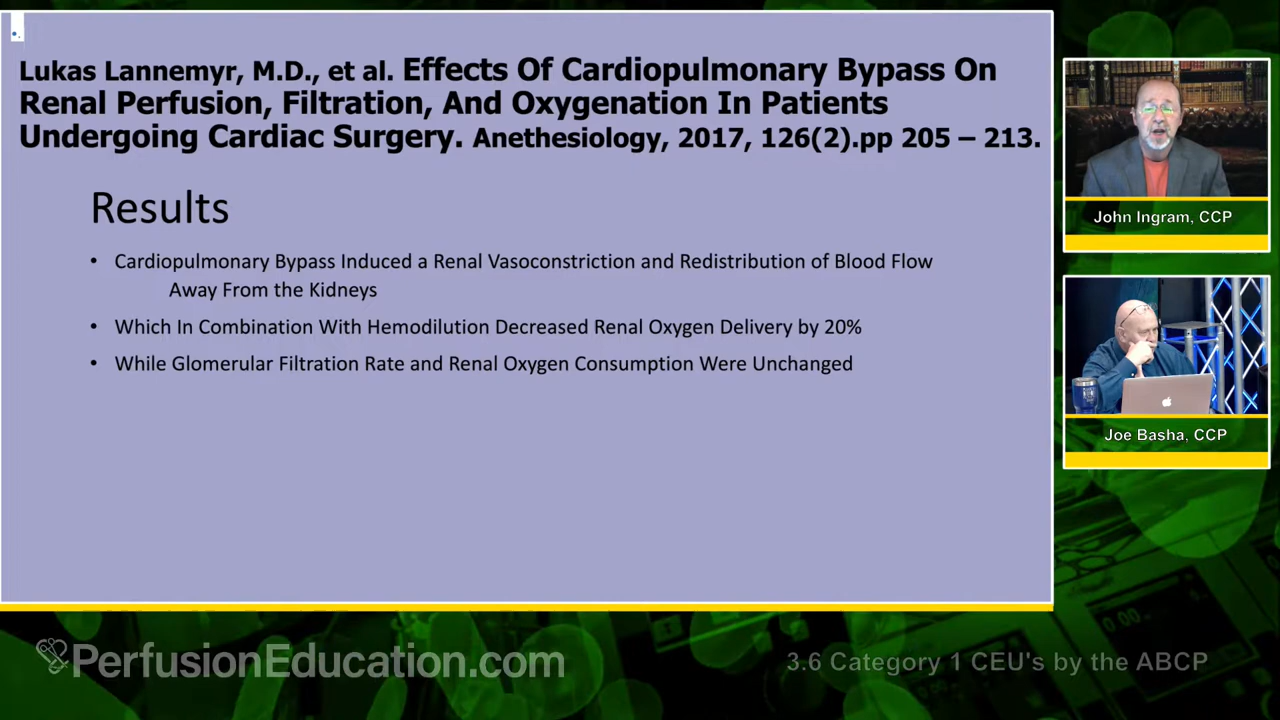 Lukas Lannemyr, M.D., et al. Effects Of Cardiopulmonary Bypass On
Renal Perfusion, Filtration, And Oxygenation In Patients
Undergoing Cardiac Surgery. Anethesiology, 2017, 126(2).pp 205 – 213.
Results
• Cardiopulmonary Bypass Induced a Renal Vasoconstriction and Redistribution of Blood Flow
Away From the Kidneys
• Which In Combination With Hemodilution Decreased Renal Oxygen Delivery by 20%
• While Glomerular Filtration Rate and Renal Oxygen Consumption Were Unchanged
John Ingram, CCP
Joe Basha, CCP
PerfusionEducation.com
3.6 Category 1 CEU's by the ABCP